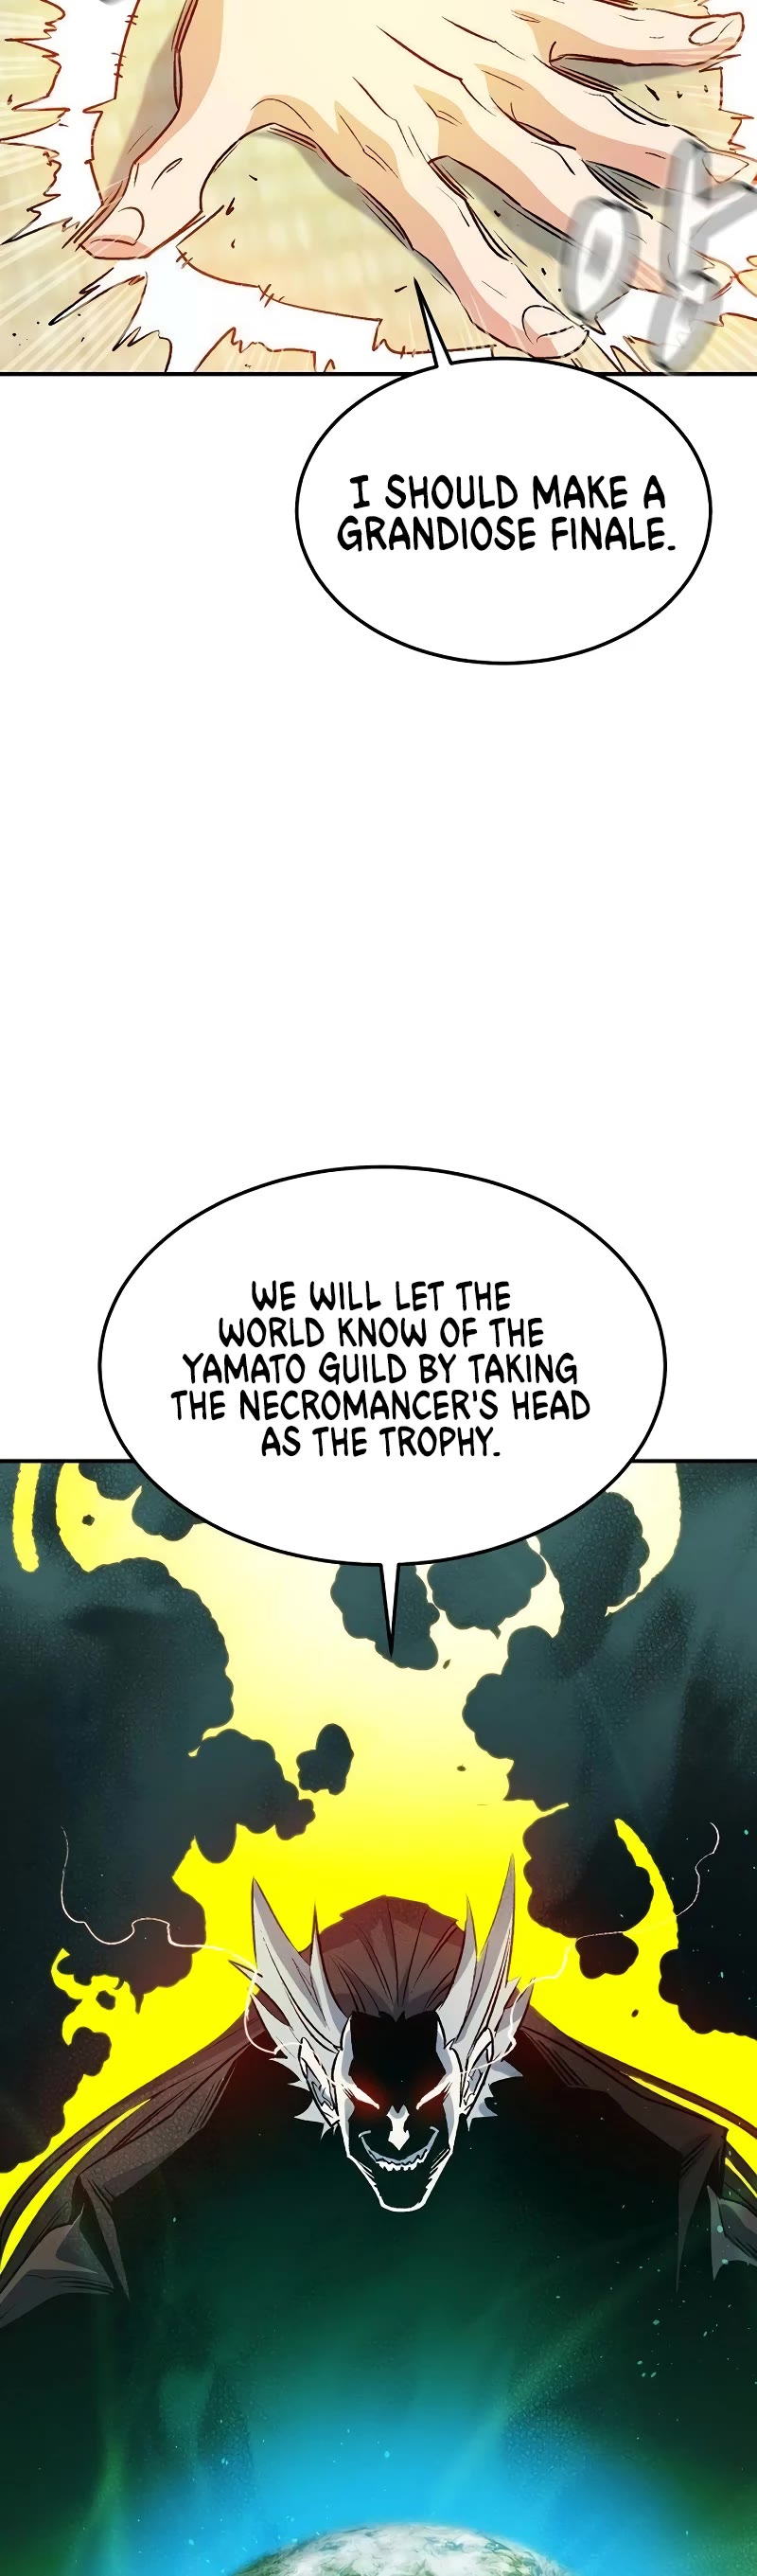 I SHOULD MAKE A
GRANDIOSE FINALE.
WE WILL LET THE
WORLD KNOW OF THE
YAMATO GUILD BY TAKING
THE NECROMANCER'S HEAD
AS THE TROPHY.